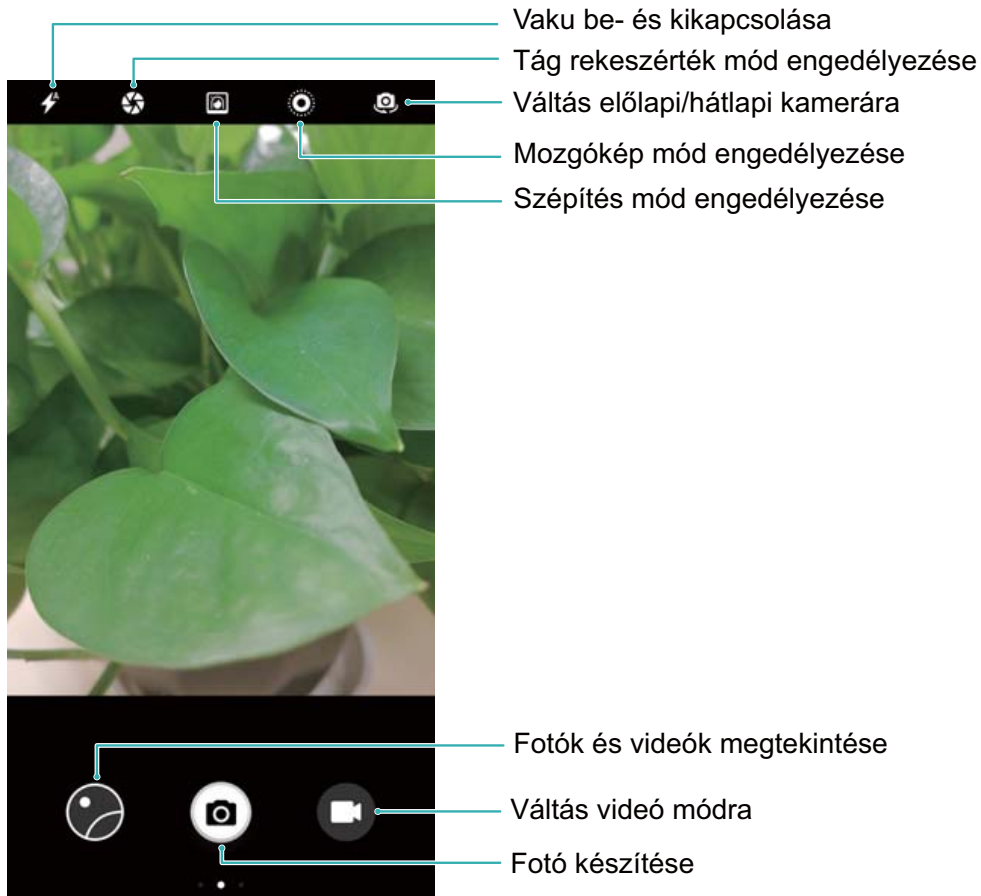 Vaku be- és kikapcsolása
Tág rekeszérték mód engedélyezése
Váltás előlapi/hátlapi kamerára
Mozgókép mód engedélyezése
Szépítés mód engedélyezése
Fotók és videók megtekintése
Váltás videó módra
Fotó készítése